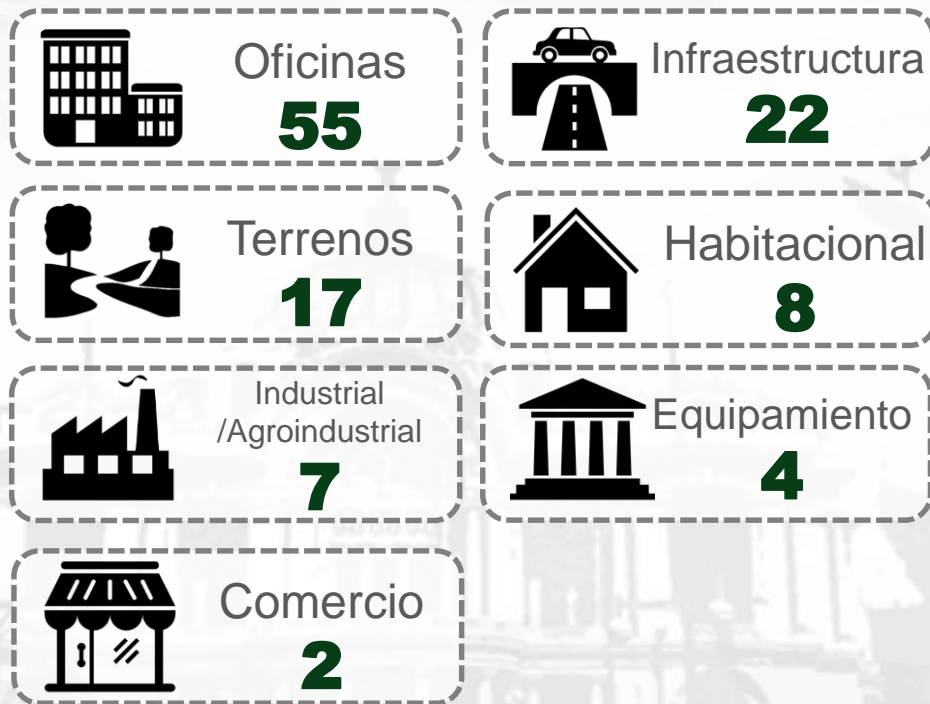 Oficinas
55
Infraestructura
22
Terrenos
17
Habitacional
8
Industrial
/Agroindustrial
7
Equipamiento
4
Comercio
2